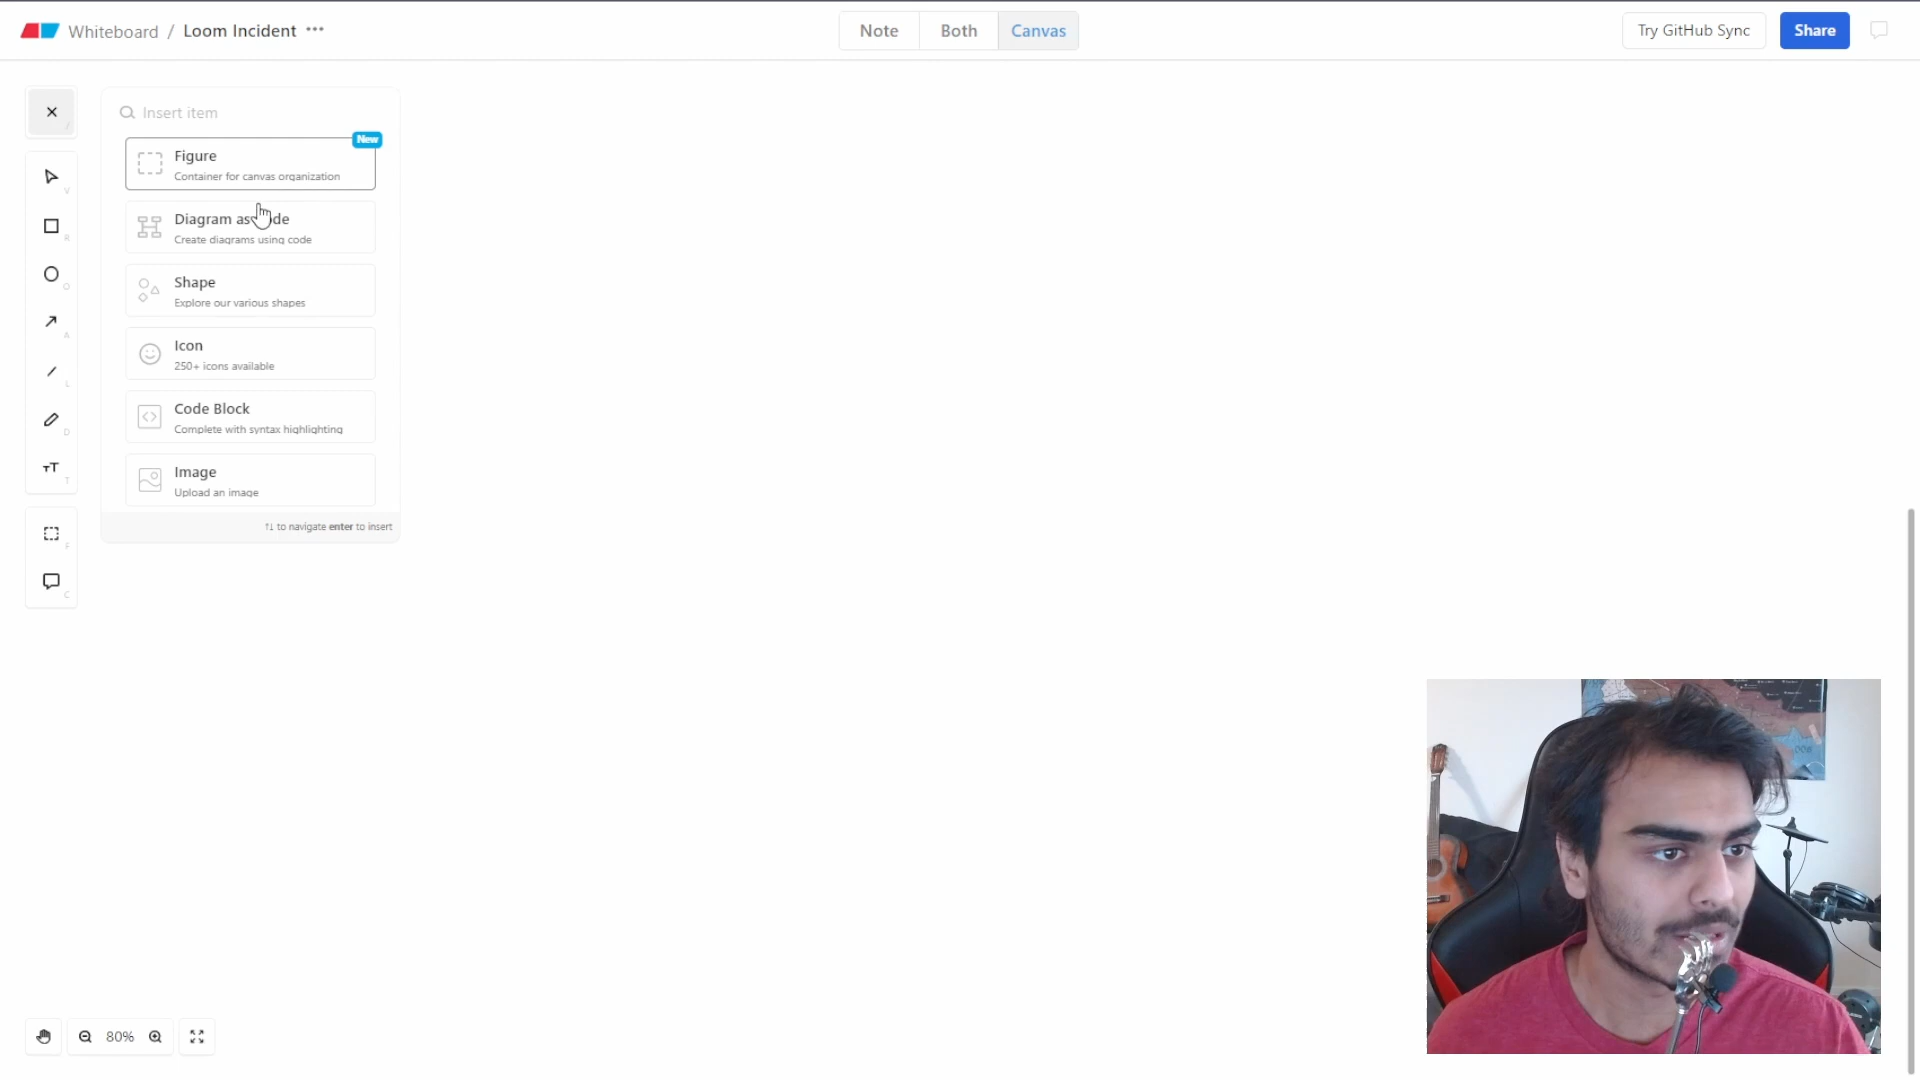 Whiteboard / Loom Incident ···
Note Both Canvas
Try GitHub Sync Share
Insert item
New
Figure
Container for canvas organization
Diagram as
Create diagrams using code
Shape
Explore our various shapes
Icon
250+ icons available
Code Block
Complete with syntax highlighting
Image
Upload an image
↑↓ to navigate enter to insert
/
V
R
O
A
L
D
TT
T
F
C
80%